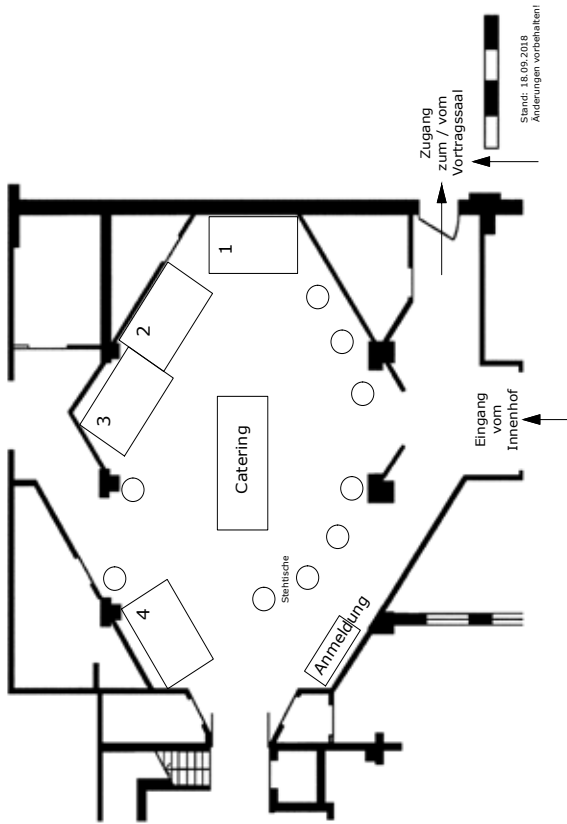 Stand: 18.09.2018
Änderungen vorbehalten!
Zugang
zum / vom
Vortragssaal
1
2
3
Catering
Eingang
vom
Innenhof
Stehtische
4
Anmeldung